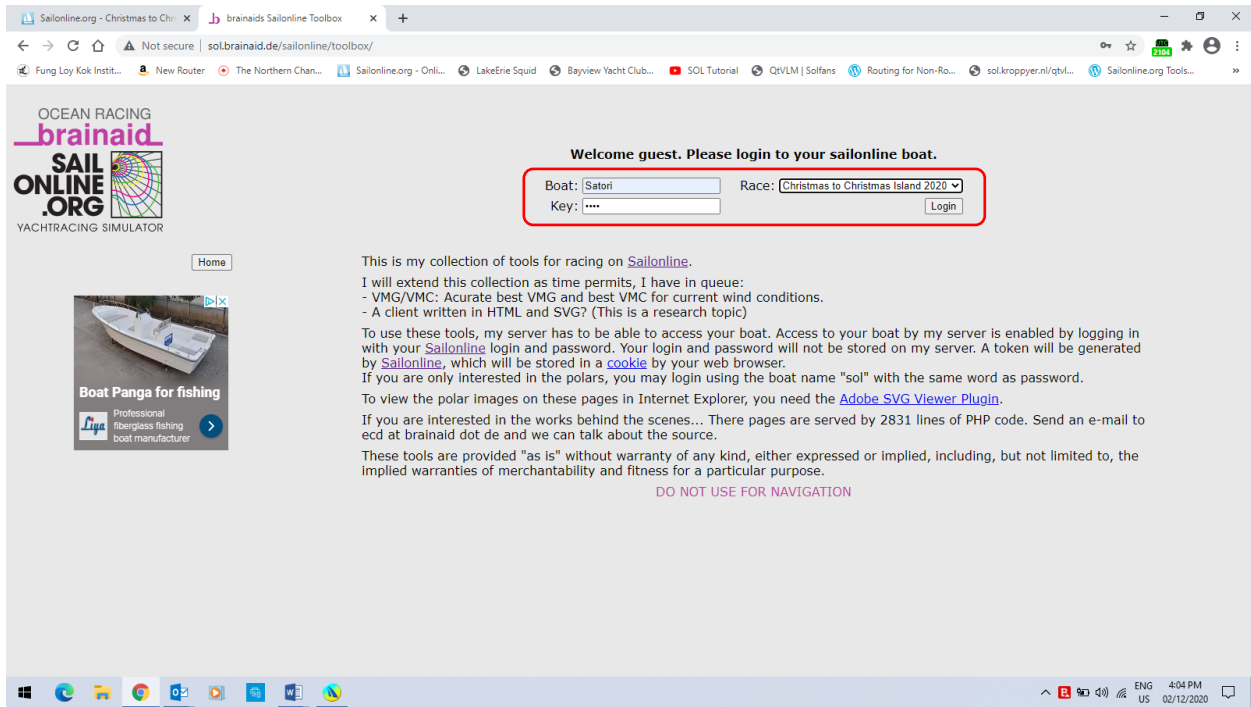 Sailonline.org - Christmas to Chri
brainaids Sailonline Toolbox
Not secure | sol.brainaid.de/sailonline/toolbox/
2104
Fung Loy Kok Instit...
New Router
The Northern Chan...
Sailonline.org - Onli...
LakeErie Squid
Bayview Yacht Club...
SOL Tutorial
QtVLM | Solfans
Routing for Non-Ro...
sol.kroppyer.nl/qtvl...
Sailonline.org Tools...
»
OCEAN RACING
brainaid
SAIL
ONLINE
.ORG
YACHTRACING SIMULATOR
Welcome guest. Please login to your sailonline boat.
Boat: Satori Race: Christmas to Christmas Island 2020
Key: •••• Login
Home
This is my collection of tools for racing on Sailonline.
I will extend this collection as time permits, I have in queue:
- VMG/VMC: Acurate best VMG and best VMC for current wind conditions.
- A client written in HTML and SVG? (This is a research topic)
To use these tools, my server has to be able to access your boat. Access to your boat by my server is enabled by logging in
with your Sailonline login and password. Your login and password will not be stored on my server. A token will be generated
by Sailonline, which will be stored in a cookie by your web browser.
If you are only interested in the polars, you may login using the boat name "sol" with the same word as password.
To view the polar images on these pages in Internet Explorer, you need the Adobe SVG Viewer Plugin.
If you are interested in the works behind the scenes... There pages are served by 2831 lines of PHP code. Send an e-mail to
ecd at brainaid dot de and we can talk about the source.
These tools are provided "as is" without warranty of any kind, either expressed or implied, including, but not limited to, the
implied warranties of merchantability and fitness for a particular purpose.
DO NOT USE FOR NAVIGATION
Boat Panga for fishing
Liya
Professional
fiberglass fishing
boat manufacturer
ENG
US
4:04 PM
02/12/2020